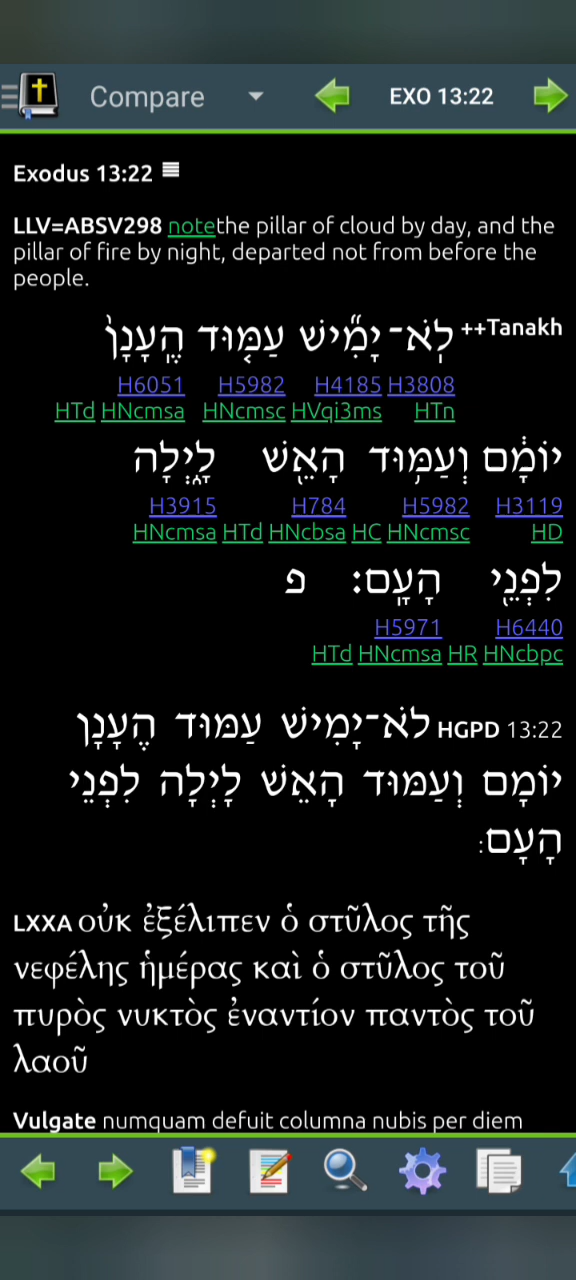 Compare
EXO 13:22
Exodus 13:22
LLV=ABSV298 notethe pillar of cloud by day, and the
pillar of fire by night, departed not from before the
people.
++Tanakh לֹֽא־יָמִ֞ישׁ עַמּ֤וּד הֶֽעָנָן֙
H6051 H5982 H4185 H3808
HTd HNcmsa HNcmsc HVqi3ms HTn
יוֹמָ֔ם וְעַמּ֥וּד הָאֵ֖שׁ לָ֑יְלָה
H3915 H784 H5982 H3119
HNcmsa HTd HNcbsa HC HNcmsc HD
לִפְנֵ֖י הָעָֽם׃ פ
H5971 H6440
HTd HNcmsa HR HNcbpc
HGPD 13:22 לֹא־יָמִישׁ עַמּוּד הֶעָנָן
יוֹמָם וְעַמּוּד הָאֵשׁ לָיְלָה לִפְנֵי
הָעָם׃
LXXA οὐκ ἐξέλιπεν ὁ στῦλος τῆς
νεφέλης ἡμέρας καὶ ὁ στῦλος τοῦ
πυρὸς νυκτὸς ἐναντίον παντὸς τοῦ
λαοῦ
Vulgate numquam defuit columna nubis per diem